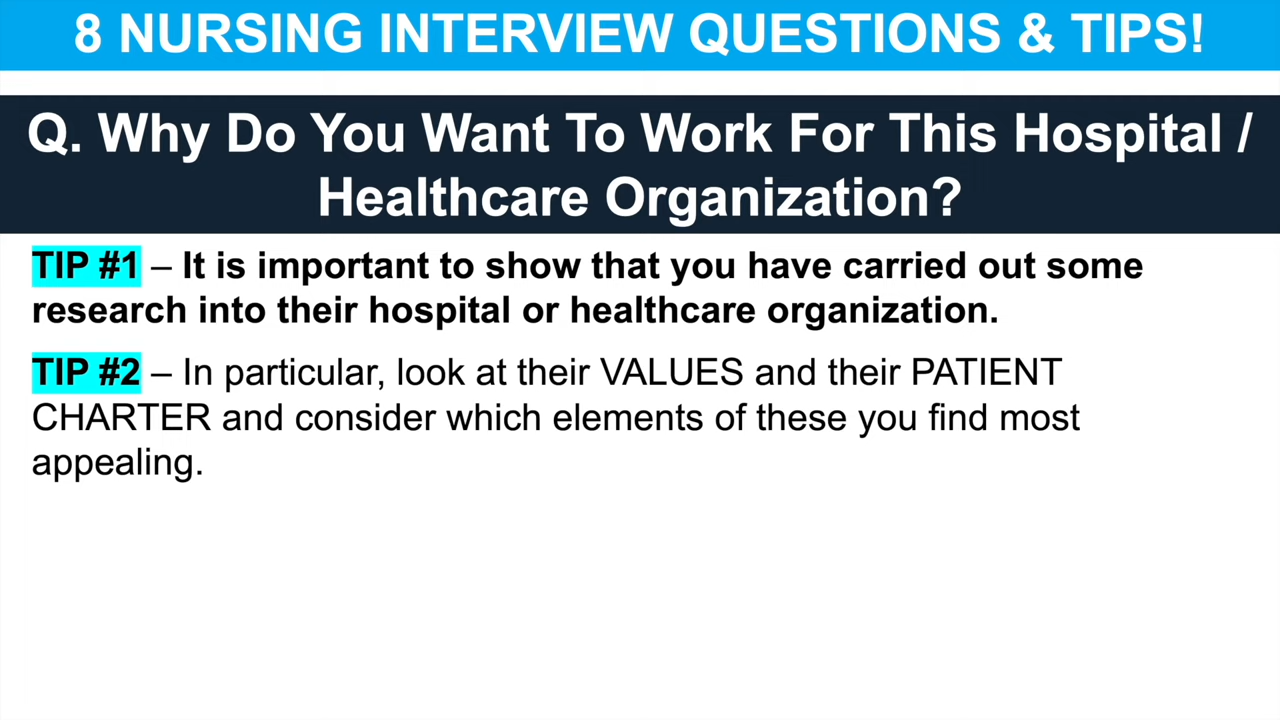 8 NURSING INTERVIEW QUESTIONS & TIPS!
Q. Why Do You Want To Work For This Hospital /
Healthcare Organization?
TIP #1 – It is important to show that you have carried out some
research into their hospital or healthcare organization.
TIP #2 – In particular, look at their VALUES and their PATIENT
CHARTER and consider which elements of these you find most
appealing.